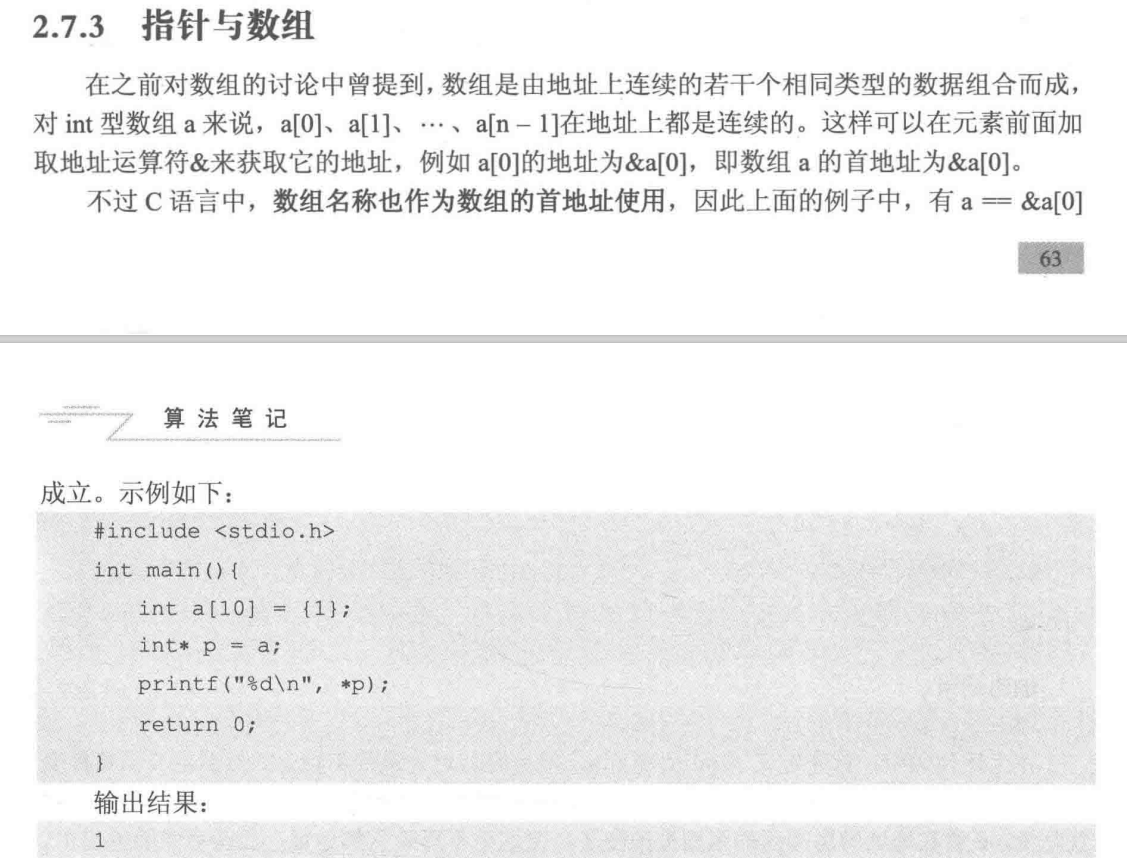 2.7.3 指针与数组
在之前对数组的讨论中曾提到，数组是由地址上连续的若干个相同类型的数据组合而成，
对 int 型数组 a 来说，a[0]、a[1]、⋯、a[n – 1]在地址上都是连续的。这样可以在元素前面加
取地址运算符&来获取它的地址，例如 a[0]的地址为&a[0]，即数组 a 的首地址为&a[0]。
不过 C 语言中，数组名称也作为数组的首地址使用，因此上面的例子中，有 a == &a[0]
63
算法笔记
成立。示例如下：
#include <stdio.h>
int main(){
int a[10] = {1};
int* p = a;
printf("%d\n", *p);
return 0;
}
输出结果：
1